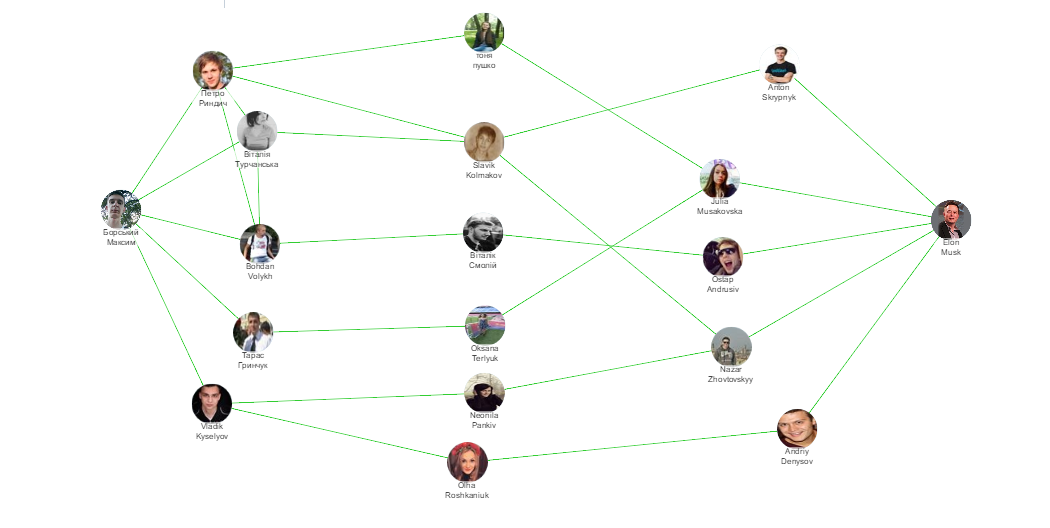 тоня
пушко
Anton
Skrypnyk
Петро
Риндич
Віталія
Турчанська
Slavik
Kolmakov
Julia
Musakovska
Борський
Максим
Elon
Musk
Bohdan
Volykh
Віталік
Смолій
Ostap
Andrusiv
Тарас
Гринчук
Oksana
Terlyuk
Nazar
Zhovtovskyy
Vladik
Kyselyov
Neonila
Pankiv
Andriy
Denysov
Olha
Roshkaniuk